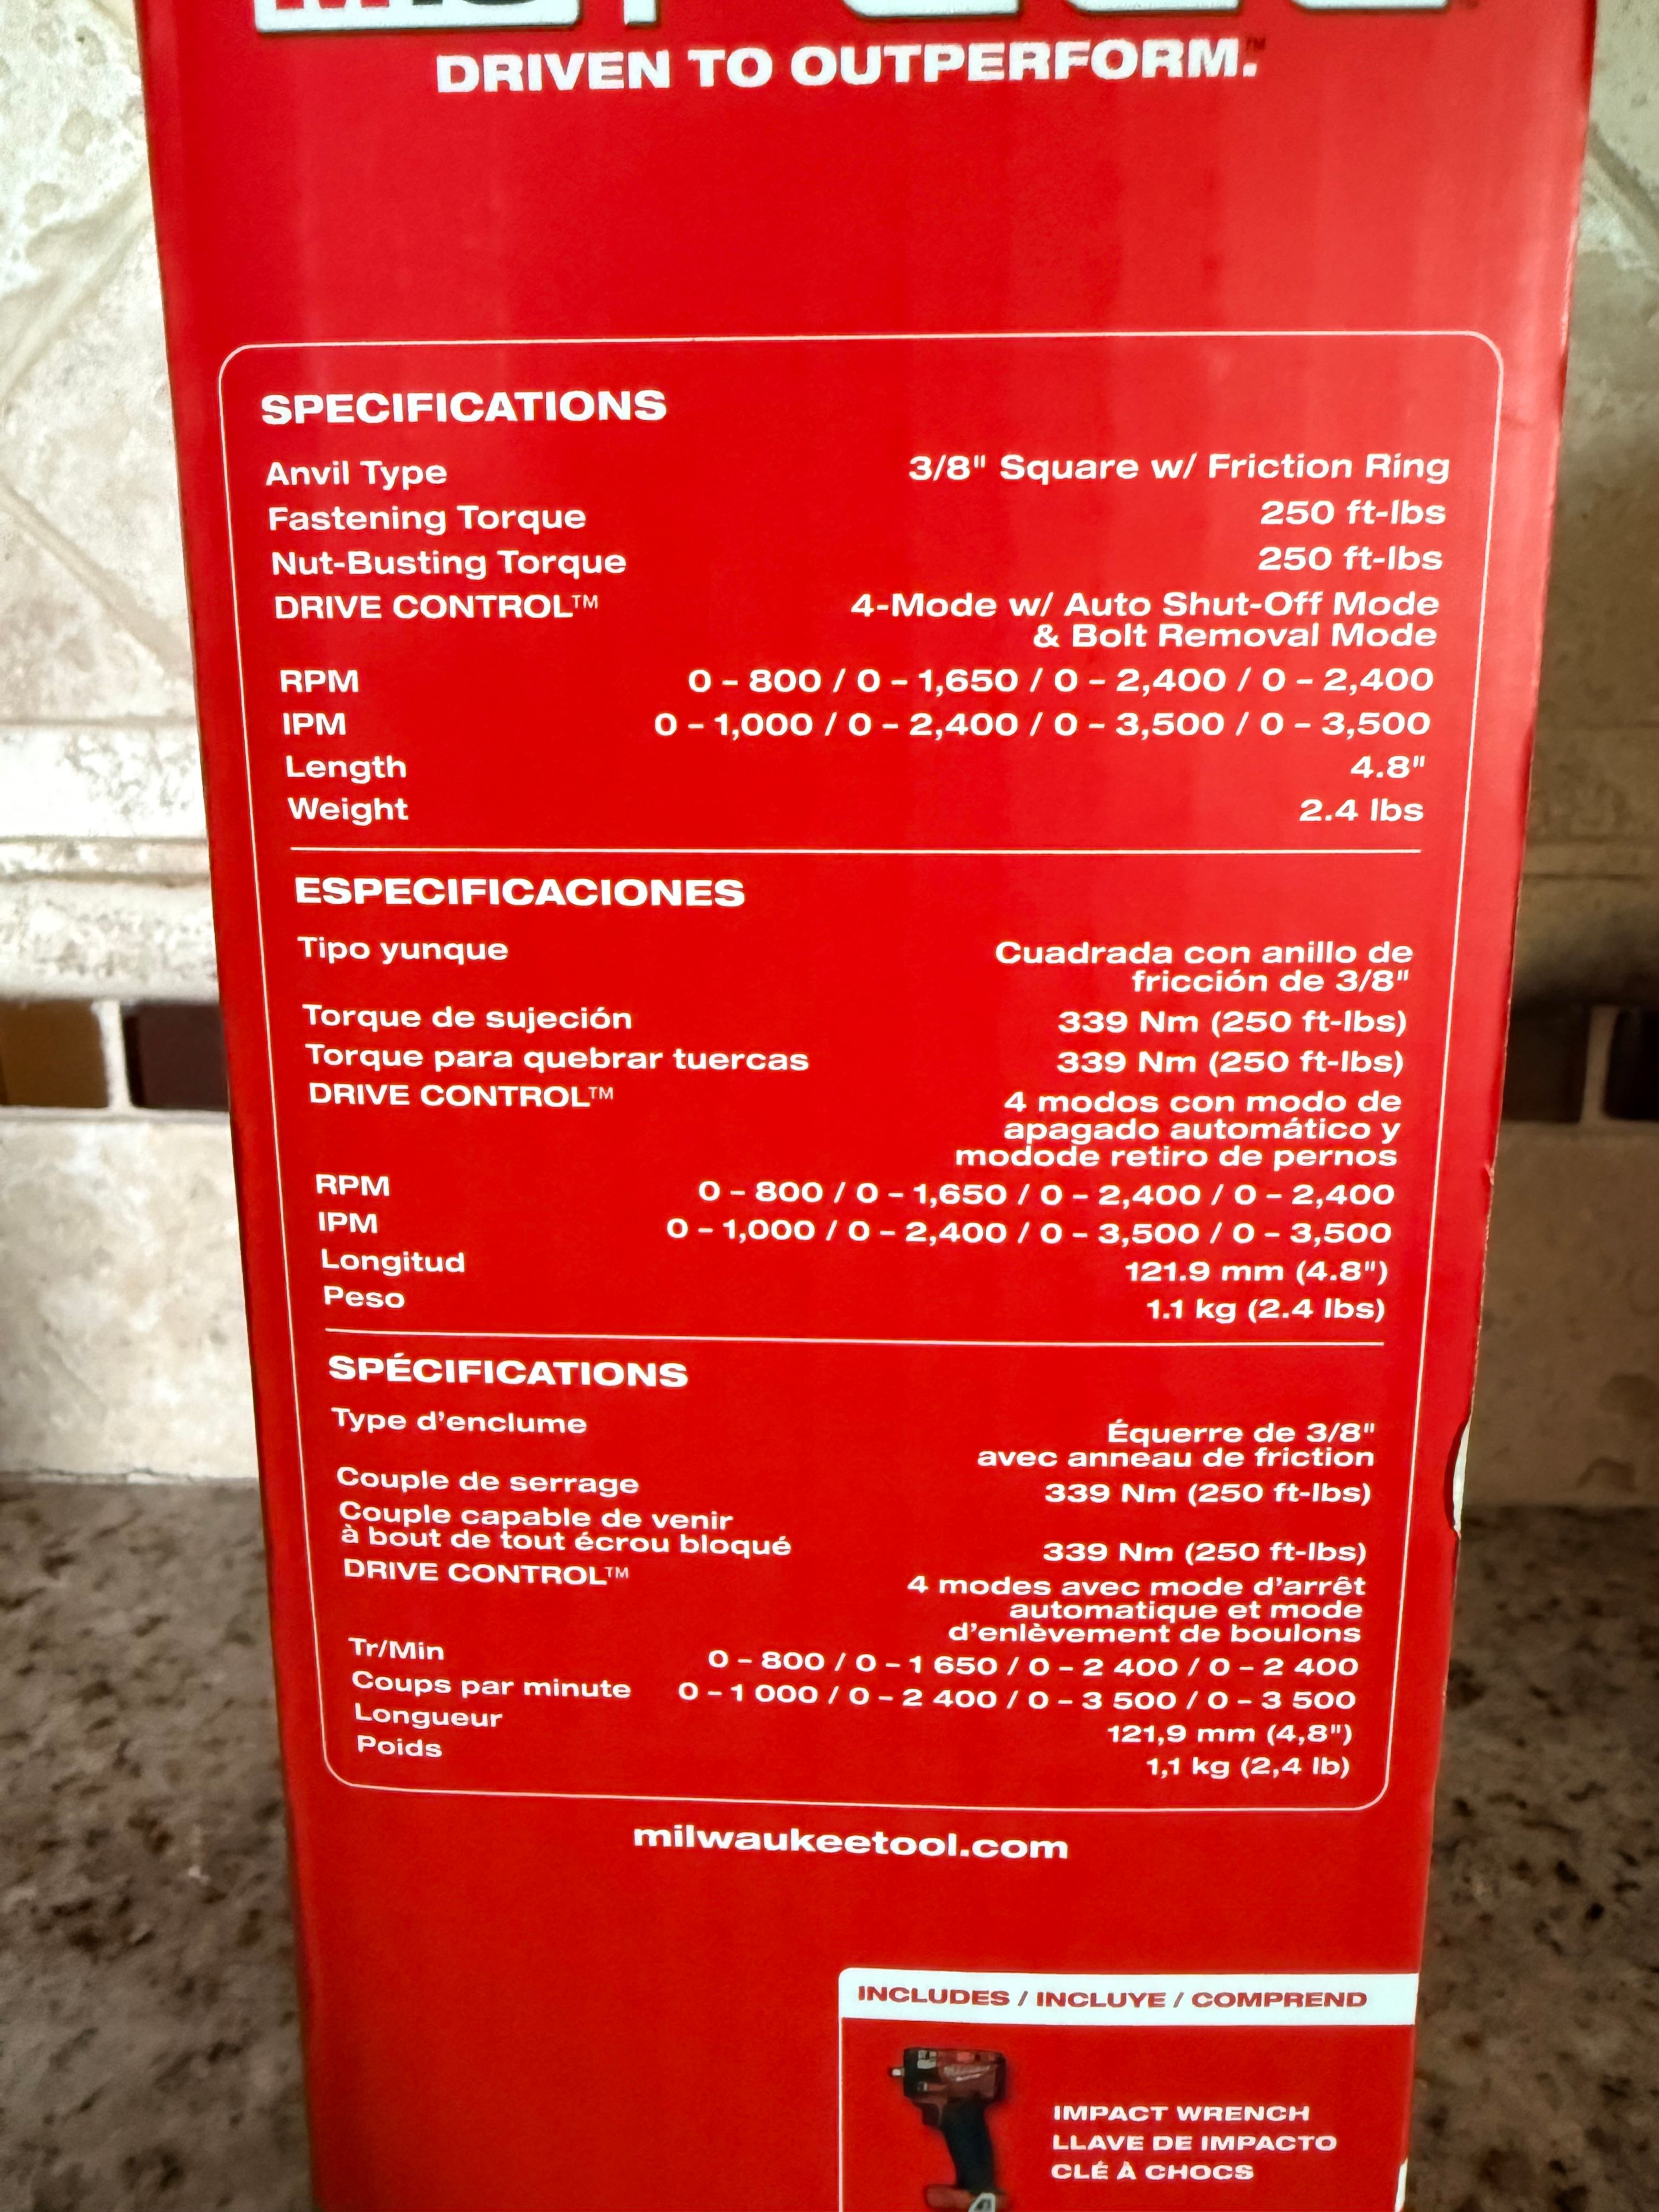 DRIVEN TO OUTPERFORM.™
SPECIFICATIONS
Anvil Type 3/8" Square w/ Friction Ring
Fastening Torque 250 ft-lbs
Nut-Busting Torque 250 ft-lbs
DRIVE CONTROL™ 4-Mode w/ Auto Shut-Off Mode
& Bolt Removal Mode
RPM 0 – 800 / 0 – 1,650 / 0 – 2,400 / 0 – 2,400
IPM 0 – 1,000 / 0 – 2,400 / 0 – 3,500 / 0 – 3,500
Length 4.8"
Weight 2.4 lbs
ESPECIFICACIONES
Tipo yunque Cuadrada con anillo de
fricción de 3/8"
Torque de sujeción 339 Nm (250 ft-lbs)
Torque para quebrar tuercas 339 Nm (250 ft-lbs)
DRIVE CONTROL™ 4 modos con modo de
apagado automático y
modode retiro de pernos
RPM 0 – 800 / 0 – 1,650 / 0 – 2,400 / 0 – 2,400
IPM 0 – 1,000 / 0 – 2,400 / 0 – 3,500 / 0 – 3,500
Longitud 121.9 mm (4.8")
Peso 1.1 kg (2.4 lbs)
SPÉCIFICATIONS
Type d'enclume Équerre de 3/8"
avec anneau de friction
Couple de serrage 339 Nm (250 ft-lbs)
Couple capable de venir
à bout de tout écrou bloqué 339 Nm (250 ft-lbs)
DRIVE CONTROL™ 4 modes avec mode d'arrêt
automatique et mode
d'enlèvement de boulons
Tr/Min 0 – 800 / 0 – 1 650 / 0 – 2 400 / 0 – 2 400
Coups par minute 0 – 1 000 / 0 – 2 400 / 0 – 3 500 / 0 – 3 500
Longueur 121,9 mm (4,8")
Poids 1,1 kg (2,4 lb)
milwaukeetool.com
INCLUDES / INCLUYE / COMPREND
IMPACT WRENCH
LLAVE DE IMPACTO
CLÉ À CHOCS